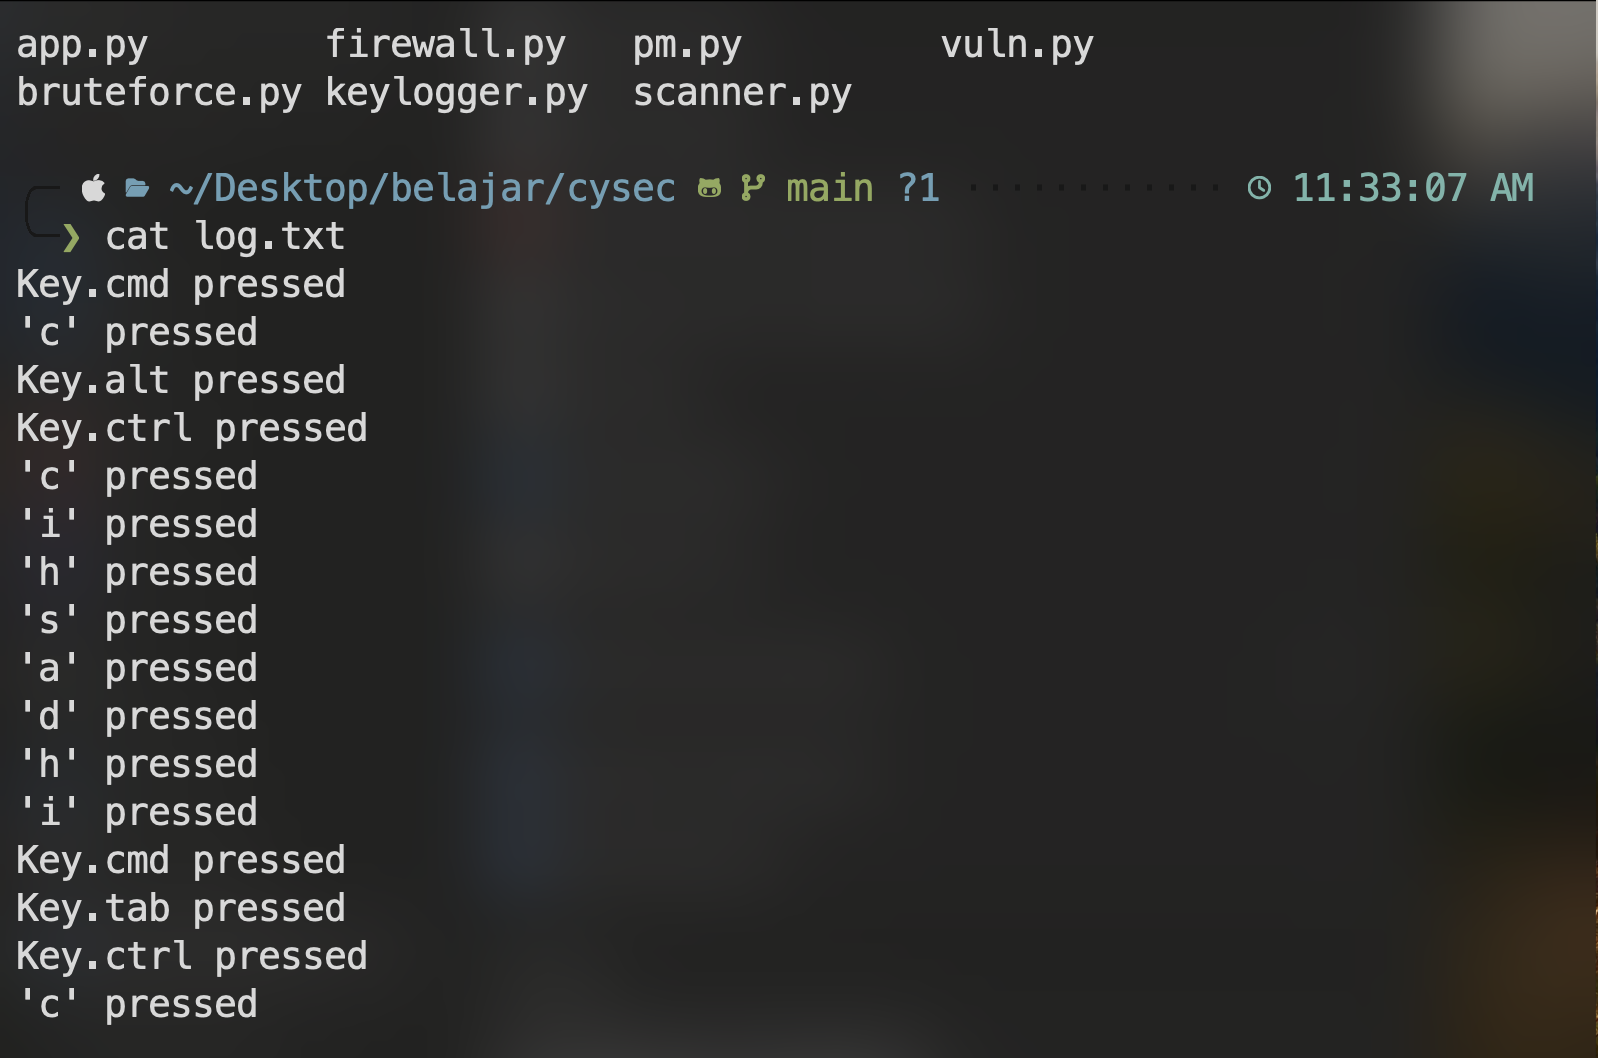 app.py firewall.py pm.py vuln.py
bruteforce.py keylogger.py scanner.py
~/Desktop/belajar/cysec main ?1 ············ 11:33:07 AM
❯ cat log.txt
Key.cmd pressed
'c' pressed
Key.alt pressed
Key.ctrl pressed
'c' pressed
'i' pressed
'h' pressed
's' pressed
'a' pressed
'd' pressed
'h' pressed
'i' pressed
Key.cmd pressed
Key.tab pressed
Key.ctrl pressed
'c' pressed